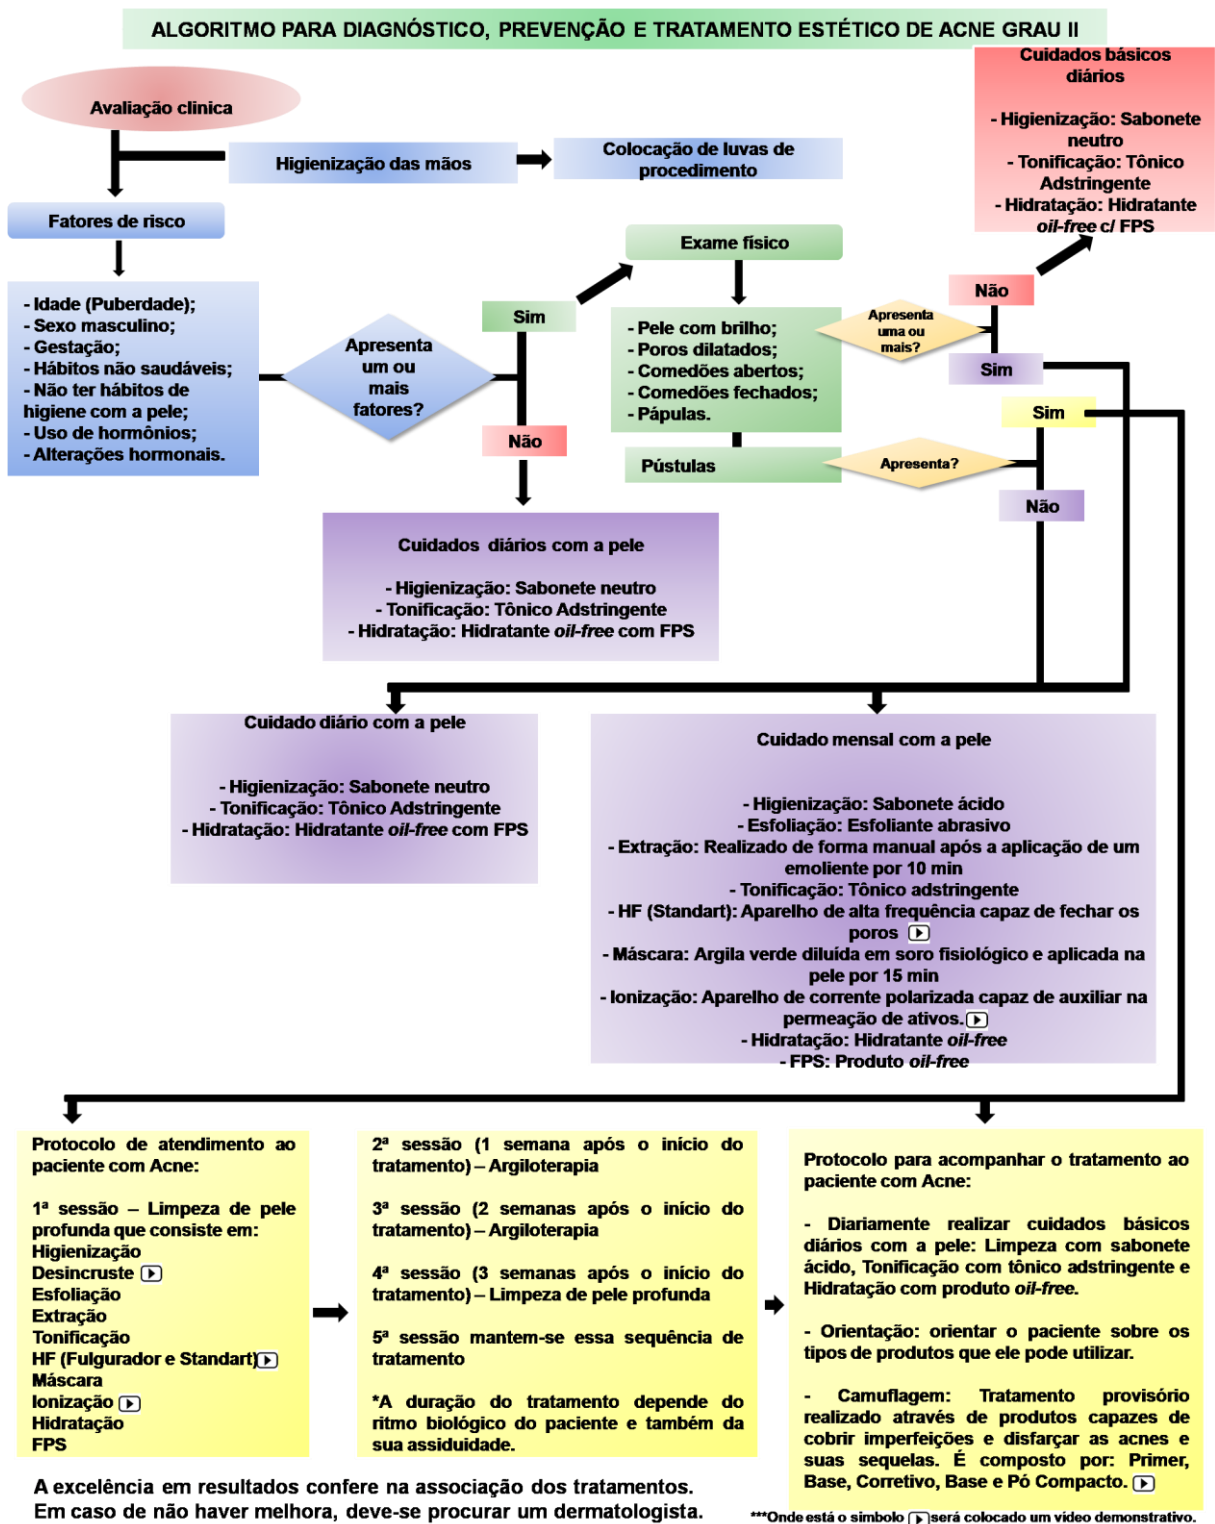 ALGORITMO PARA DIAGNÓSTICO, PREVENÇÃO E TRATAMENTO ESTÉTICO DE ACNE GRAU II
Avaliação clinica
Higienização das mãos
Colocação de luvas de
procedimento
Cuidados básicos
diários
- Higienização: Sabonete
neutro
- Tonificação: Tônico
Adstringente
- Hidratação: Hidratante
oil-free c/ FPS
Fatores de risco
- Idade (Puberdade);
- Sexo masculino;
- Gestação;
- Hábitos não saudáveis;
- Não ter hábitos de
higiene com a pele;
- Uso de hormônios;
- Alterações hormonais.
Apresenta
um ou
mais
fatores?
Sim
Não
Exame físico
- Pele com brilho;
- Poros dilatados;
- Comedões abertos;
- Comedões fechados;
- Pápulas.
Apresenta
uma ou
mais?
Não
Sim
Pústulas
Apresenta?
Sim
Não
Cuidados diários com a pele
- Higienização: Sabonete neutro
- Tonificação: Tônico Adstringente
- Hidratação: Hidratante oil-free com FPS
Cuidado diário com a pele
- Higienização: Sabonete neutro
- Tonificação: Tônico Adstringente
- Hidratação: Hidratante oil-free com FPS
Cuidado mensal com a pele
- Higienização: Sabonete ácido
- Esfoliação: Esfoliante abrasivo
- Extração: Realizado de forma manual após a aplicação de um
emoliente por 10 min
- Tonificação: Tônico adstringente
- HF (Standart): Aparelho de alta frequência capaz de fechar os
poros
- Máscara: Argila verde diluída em soro fisiológico e aplicada na
pele por 15 min
- Ionização: Aparelho de corrente polarizada capaz de auxiliar na
permeação de ativos.
- Hidratação: Hidratante oil-free
- FPS: Produto oil-free
Protocolo de atendimento ao
paciente com Acne:
1ª sessão – Limpeza de pele
profunda que consiste em:
Higienização
Desincruste
Esfoliação
Extração
Tonificação
HF (Fulgurador e Standart)
Máscara
Ionização
Hidratação
FPS
2ª sessão (1 semana após o início do
tratamento) – Argiloterapia
3ª sessão (2 semanas após o início do
tratamento) – Argiloterapia
4ª sessão (3 semanas após o início do
tratamento) – Limpeza de pele profunda
5ª sessão mantem-se essa sequência de
tratamento
*A duração do tratamento depende do
ritmo biológico do paciente e também da
sua assiduidade.
Protocolo para acompanhar o tratamento ao
paciente com Acne:
- Diariamente realizar cuidados básicos
diários com a pele: Limpeza com sabonete
ácido, Tonificação com tônico adstringente e
Hidratação com produto oil-free.
- Orientação: orientar o paciente sobre os
tipos de produtos que ele pode utilizar.
- Camuflagem: Tratamento provisório
realizado através de produtos capazes de
cobrir imperfeições e disfarçar as acnes e
suas sequelas. É composto por: Primer,
Base, Corretivo, Base e Pó Compacto.
A excelência em resultados confere na associação dos tratamentos.
Em caso de não haver melhora, deve-se procurar um dermatologista.
***Onde está o simbolo será colocado um video demonstrativo.